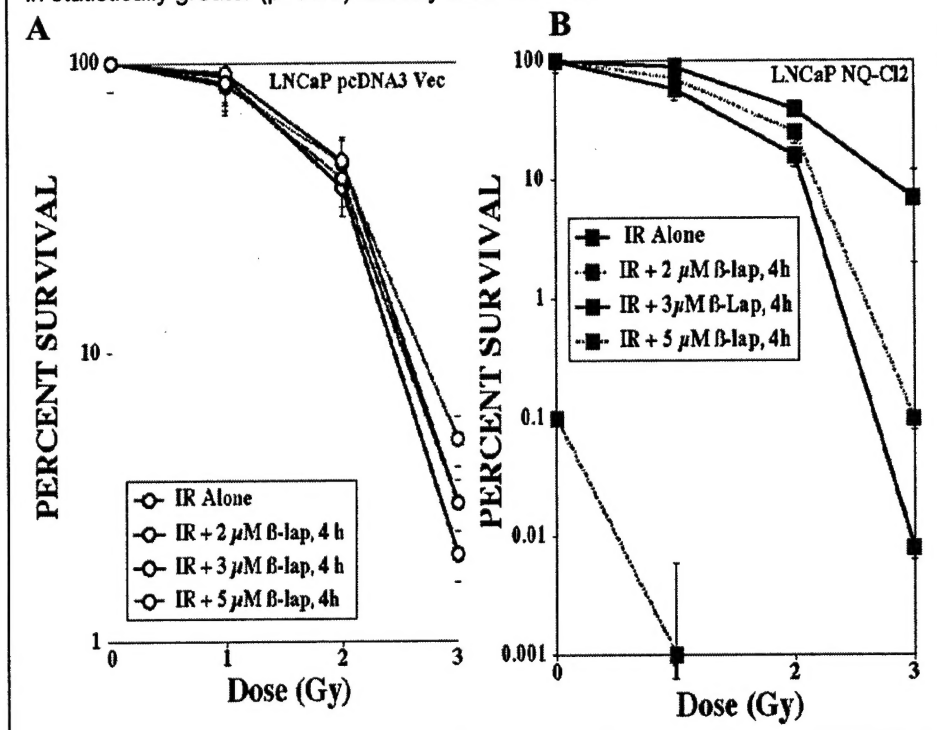 A
B
100
LNCaP pcDNA3 Vec
10
1
0
1
2
3
PERCENT SURVIVAL
Dose (Gy)
IR Alone
IR + 2 µM ß-lap, 4 h
IR + 3 µM ß-lap, 4h
IR + 5 µM ß-lap, 4h
100
LNCaP NQ-Cl2
10
1
0.1
0.01
0.001
0
1
2
3
PERCENT SURVIVAL
Dose (Gy)
IR Alone
IR + 2 µM ß-lap, 4h
IR + 3µM ß-Lap, 4h
IR + 5 µM ß-lap, 4h